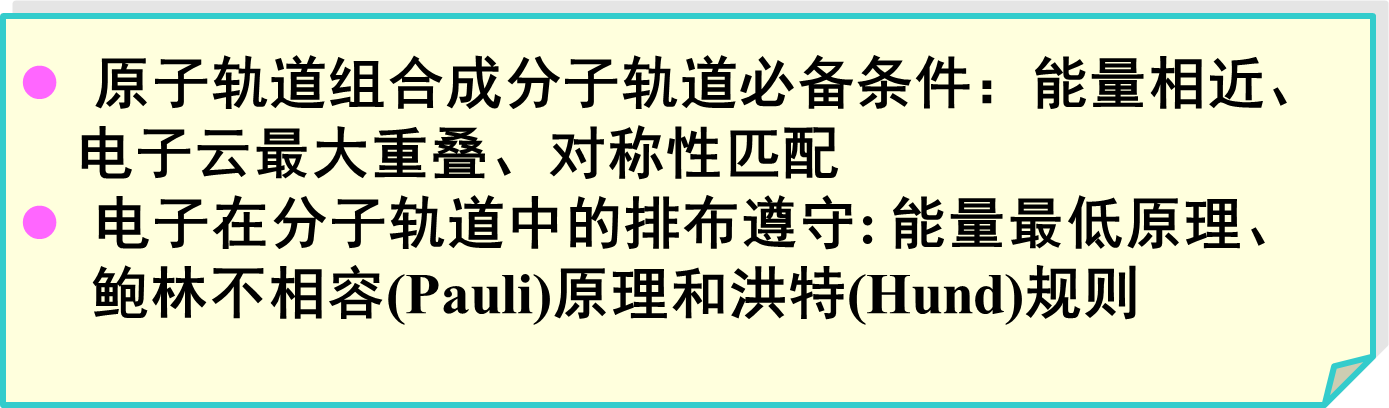 ● 原子轨道组合成分子轨道必备条件：能量相近、
电子云最大重叠、对称性匹配
● 电子在分子轨道中的排布遵守: 能量最低原理、
鲍林不相容(Pauli)原理和洪特(Hund)规则